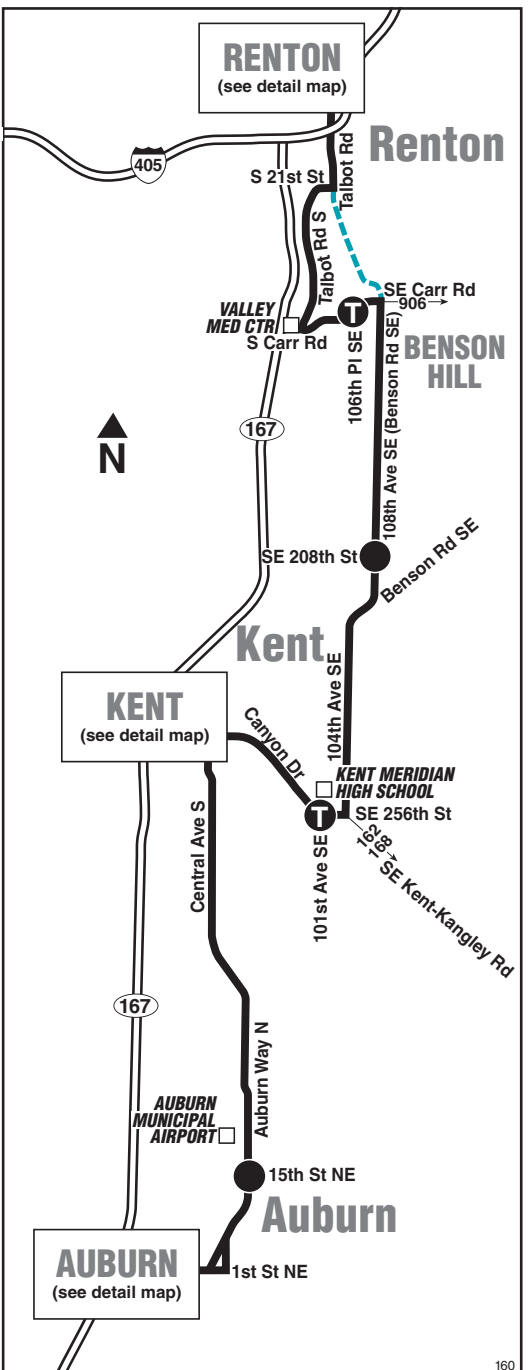 RENTON
(see detail map)
Renton
405
S 21st St
Talbot Rd
Talbot Rd S
SE Carr Rd
906
VALLEY
MED CTR
S Carr Rd
T
106th Pl SE
BENSON
HILL
108th Ave SE (Benson Rd SE)
N
167
SE 208th St
Benson Rd SE
Kent
KENT
(see detail map)
Canyon Dr
104th Ave SE
KENT MERIDIAN
HIGH SCHOOL
T
SE 256th St
101st Ave SE
162
168
SE Kent-Kangley Rd
Central Ave S
167
Auburn Way N
AUBURN
MUNICIPAL
AIRPORT
15th St NE
Auburn
AUBURN
(see detail map)
1st St NE
160